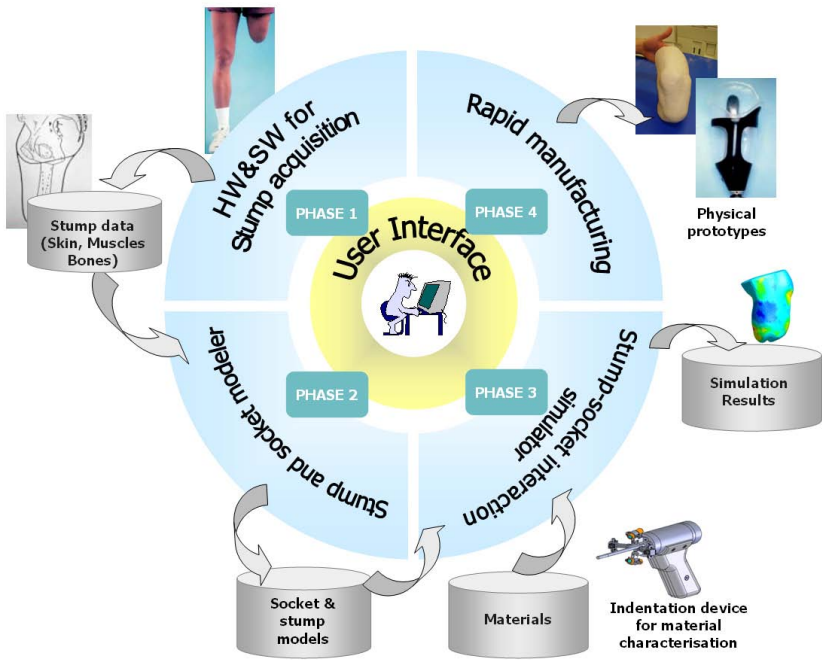 HW&SW for
Stump acquisition
PHASE 1
Stump data
(Skin, Muscles
Bones)
Rapid manufacturing
PHASE 4
Physical
prototypes
User Interface
Stump and socket modeler
PHASE 2
Stump-socket interaction
simulator
PHASE 3
Simulation
Results
Socket &
stump
models
Materials
Indentation device
for material
characterisation